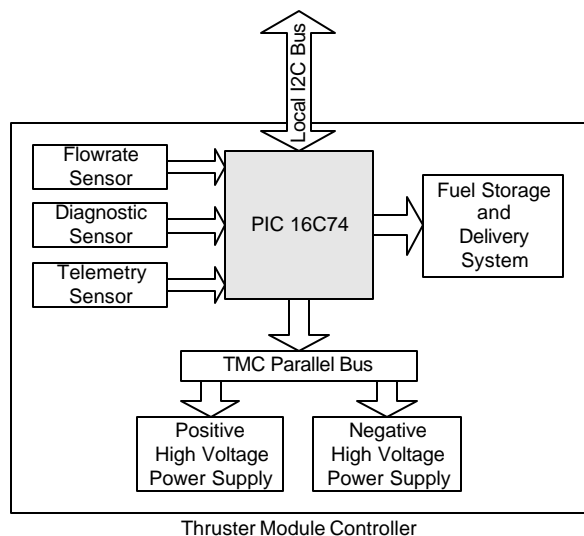 Local I2C Bus
Flowrate
Sensor
Diagnostic
Sensor
Telemetry
Sensor
PIC 16C74
Fuel Storage
and
Delivery
System
TMC Parallel Bus
Positive
High Voltage
Power Supply
Negative
High Voltage
Power Supply
Thruster Module Controller